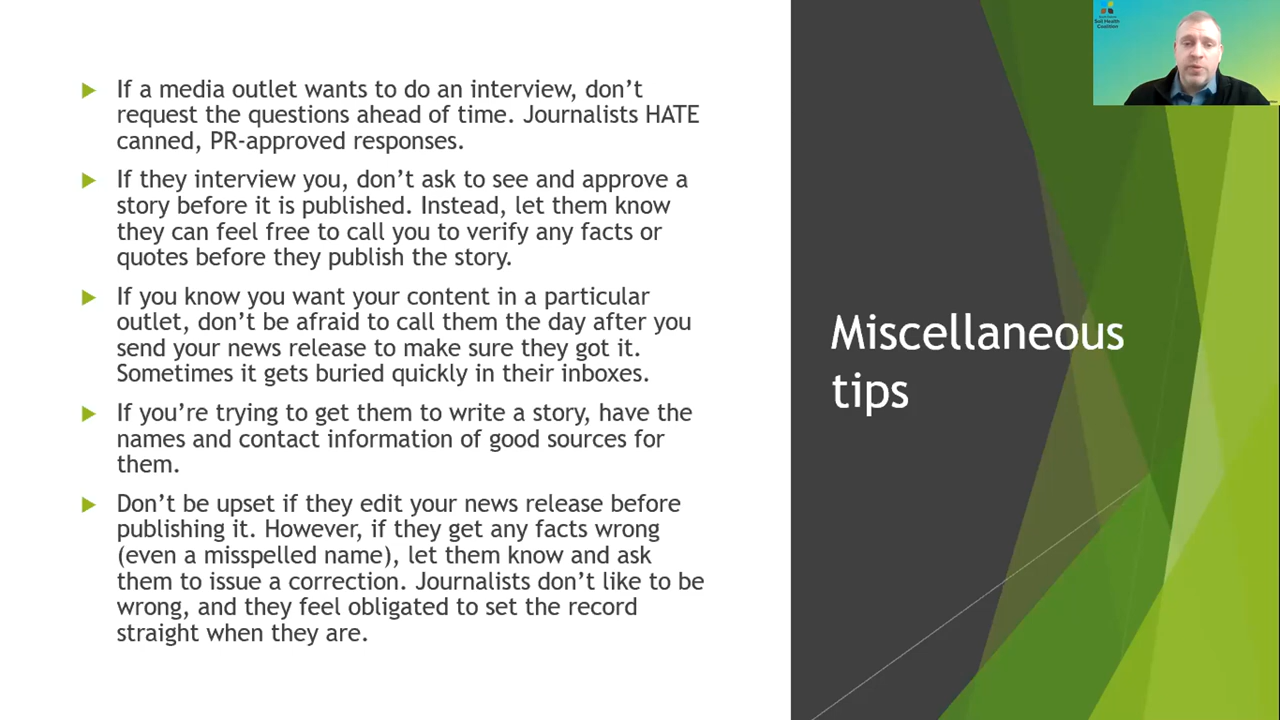 If a media outlet wants to do an interview, don’t
request the questions ahead of time. Journalists HATE
canned, PR-approved responses.
If they interview you, don’t ask to see and approve a
story before it is published. Instead, let them know
they can feel free to call you to verify any facts or
quotes before they publish the story.
If you know you want your content in a particular
outlet, don’t be afraid to call them the day after you
send your news release to make sure they got it.
Sometimes it gets buried quickly in their inboxes.
If you’re trying to get them to write a story, have the
names and contact information of good sources for
them.
Don’t be upset if they edit your news release before
publishing it. However, if they get any facts wrong
(even a misspelled name), let them know and ask
them to issue a correction. Journalists don’t like to be
wrong, and they feel obligated to set the record
straight when they are.
Miscellaneous
tips
Soil Health
Coalition